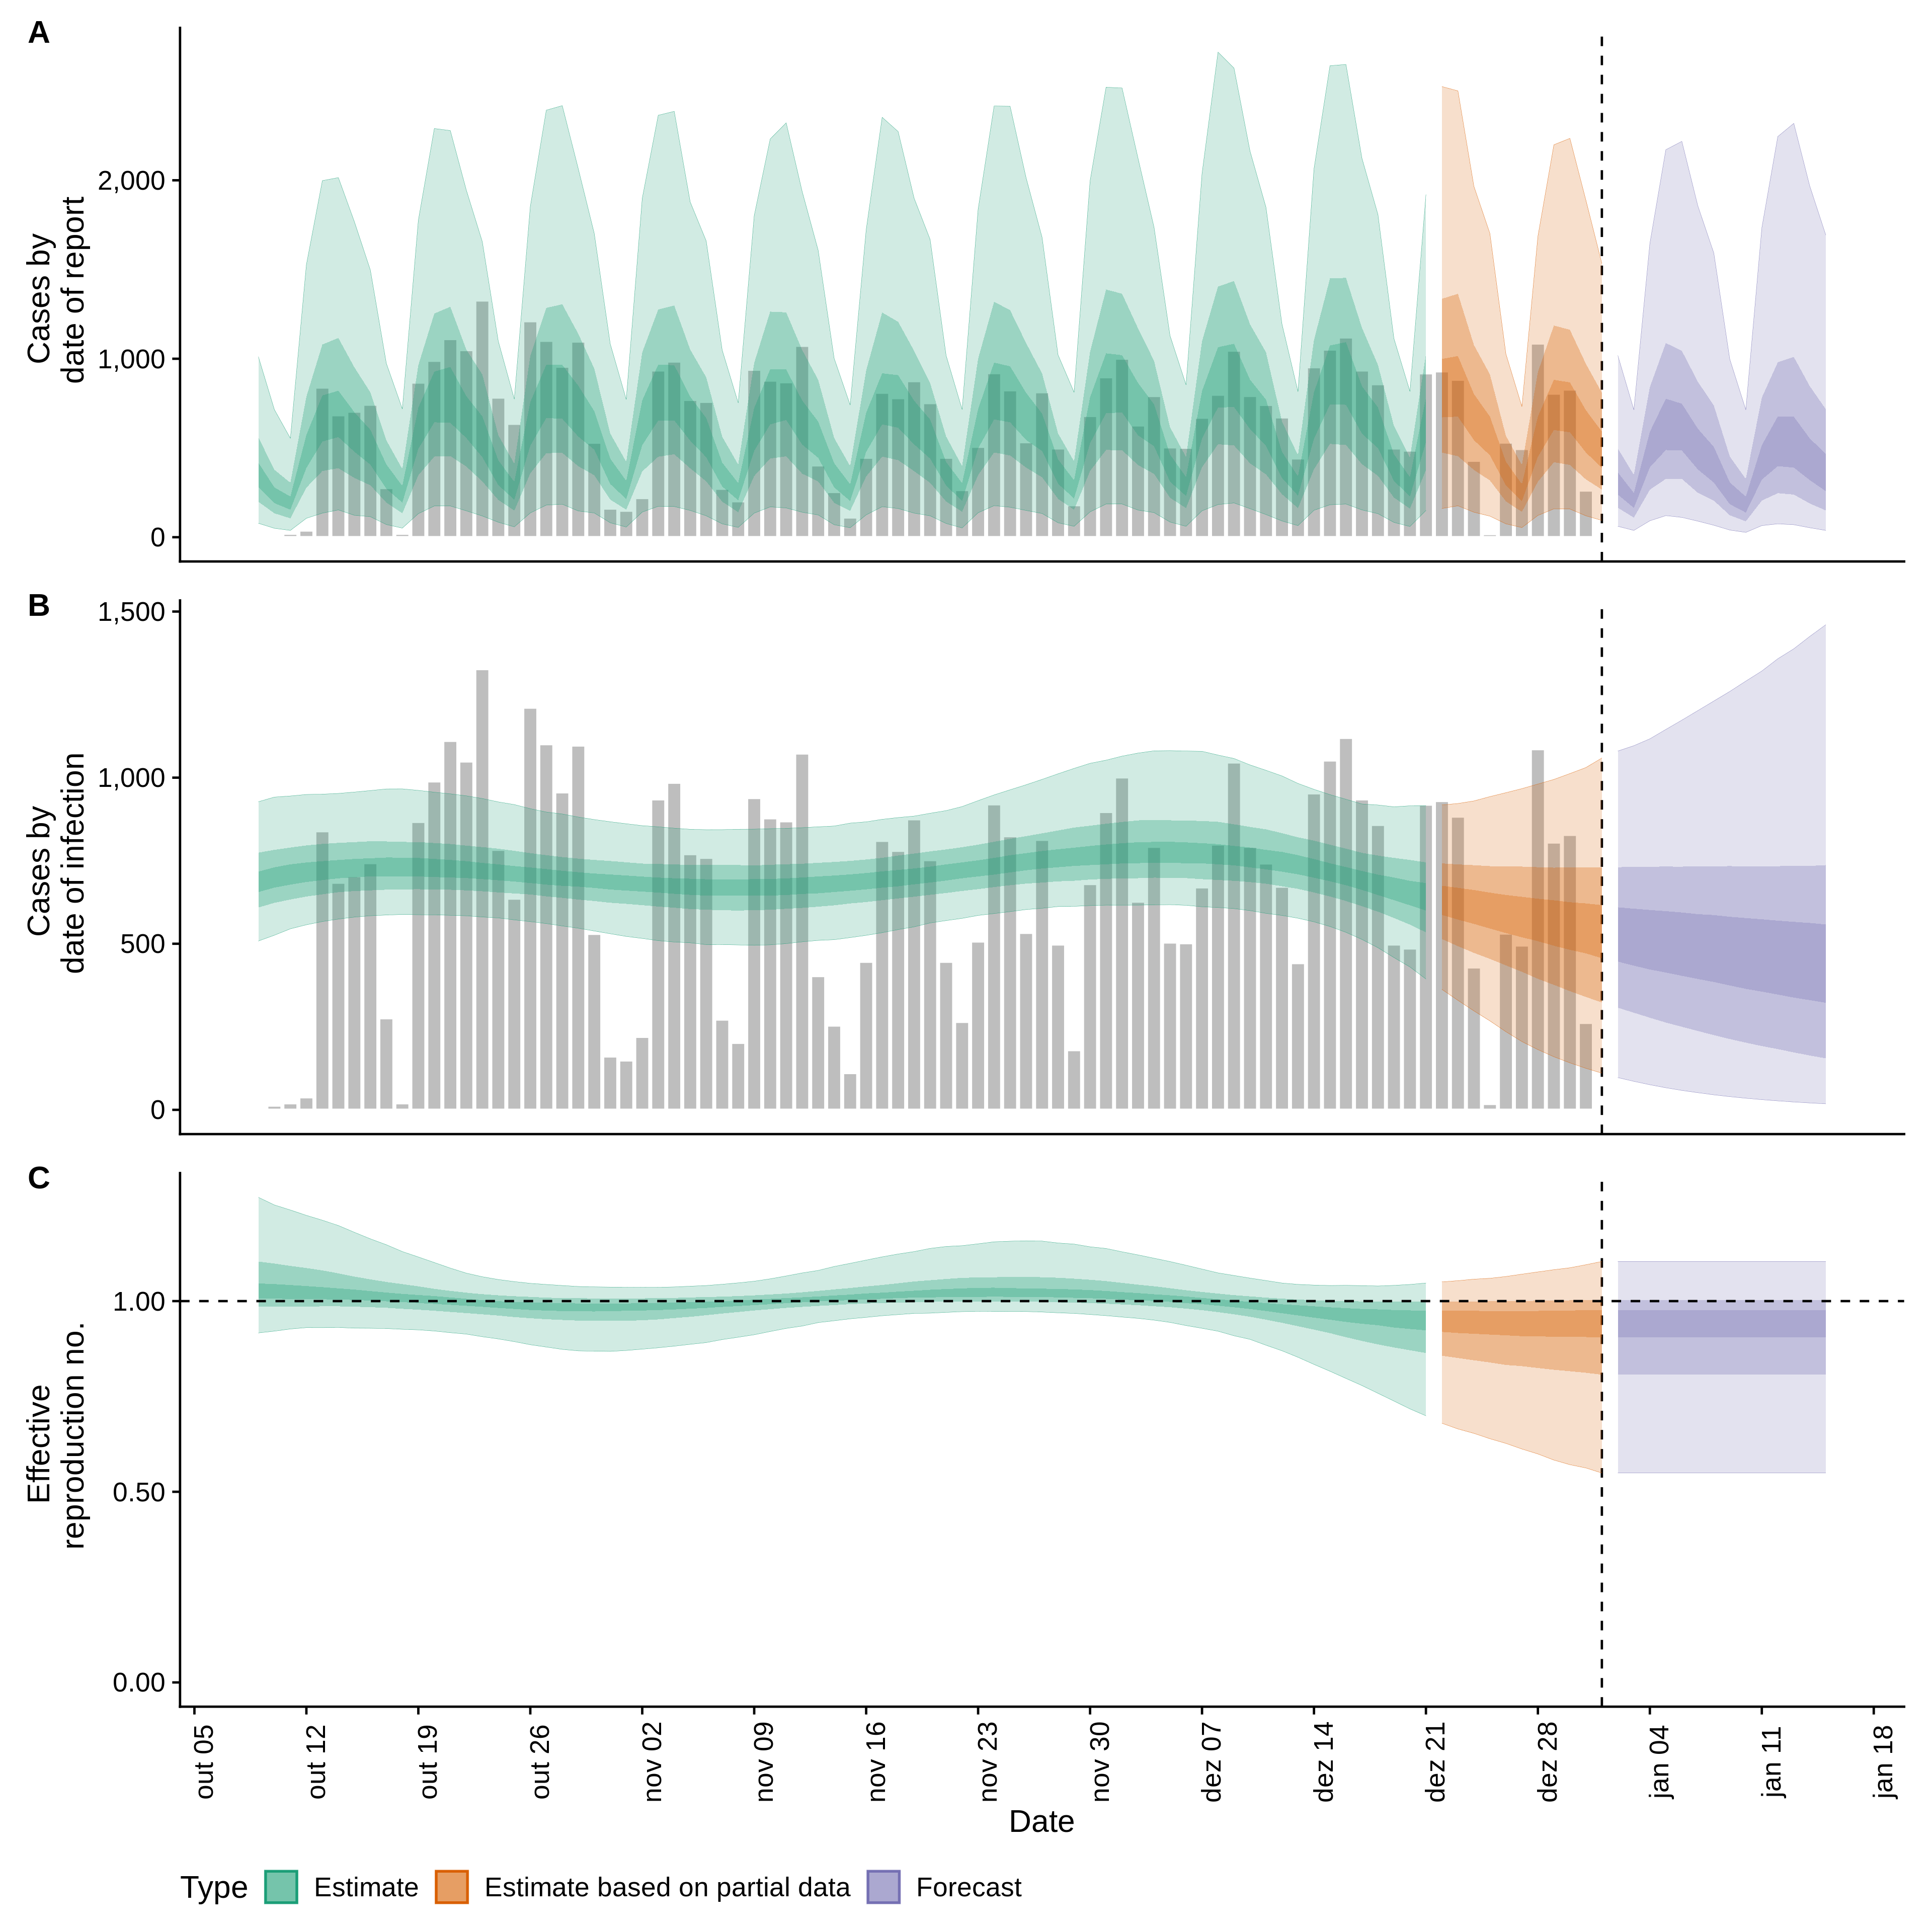 A
Cases by
date of report
2,000
1,000
0
B
Cases by
date of infection
1,500
1,000
500
0
C
Effective
reproduction no.
1.00
0.50
0.00
out 05
out 12
out 19
out 26
nov 02
nov 09
nov 16
nov 23
nov 30
dez 07
dez 14
dez 21
dez 28
jan 04
jan 11
jan 18
Date
Type Estimate Estimate based on partial data Forecast